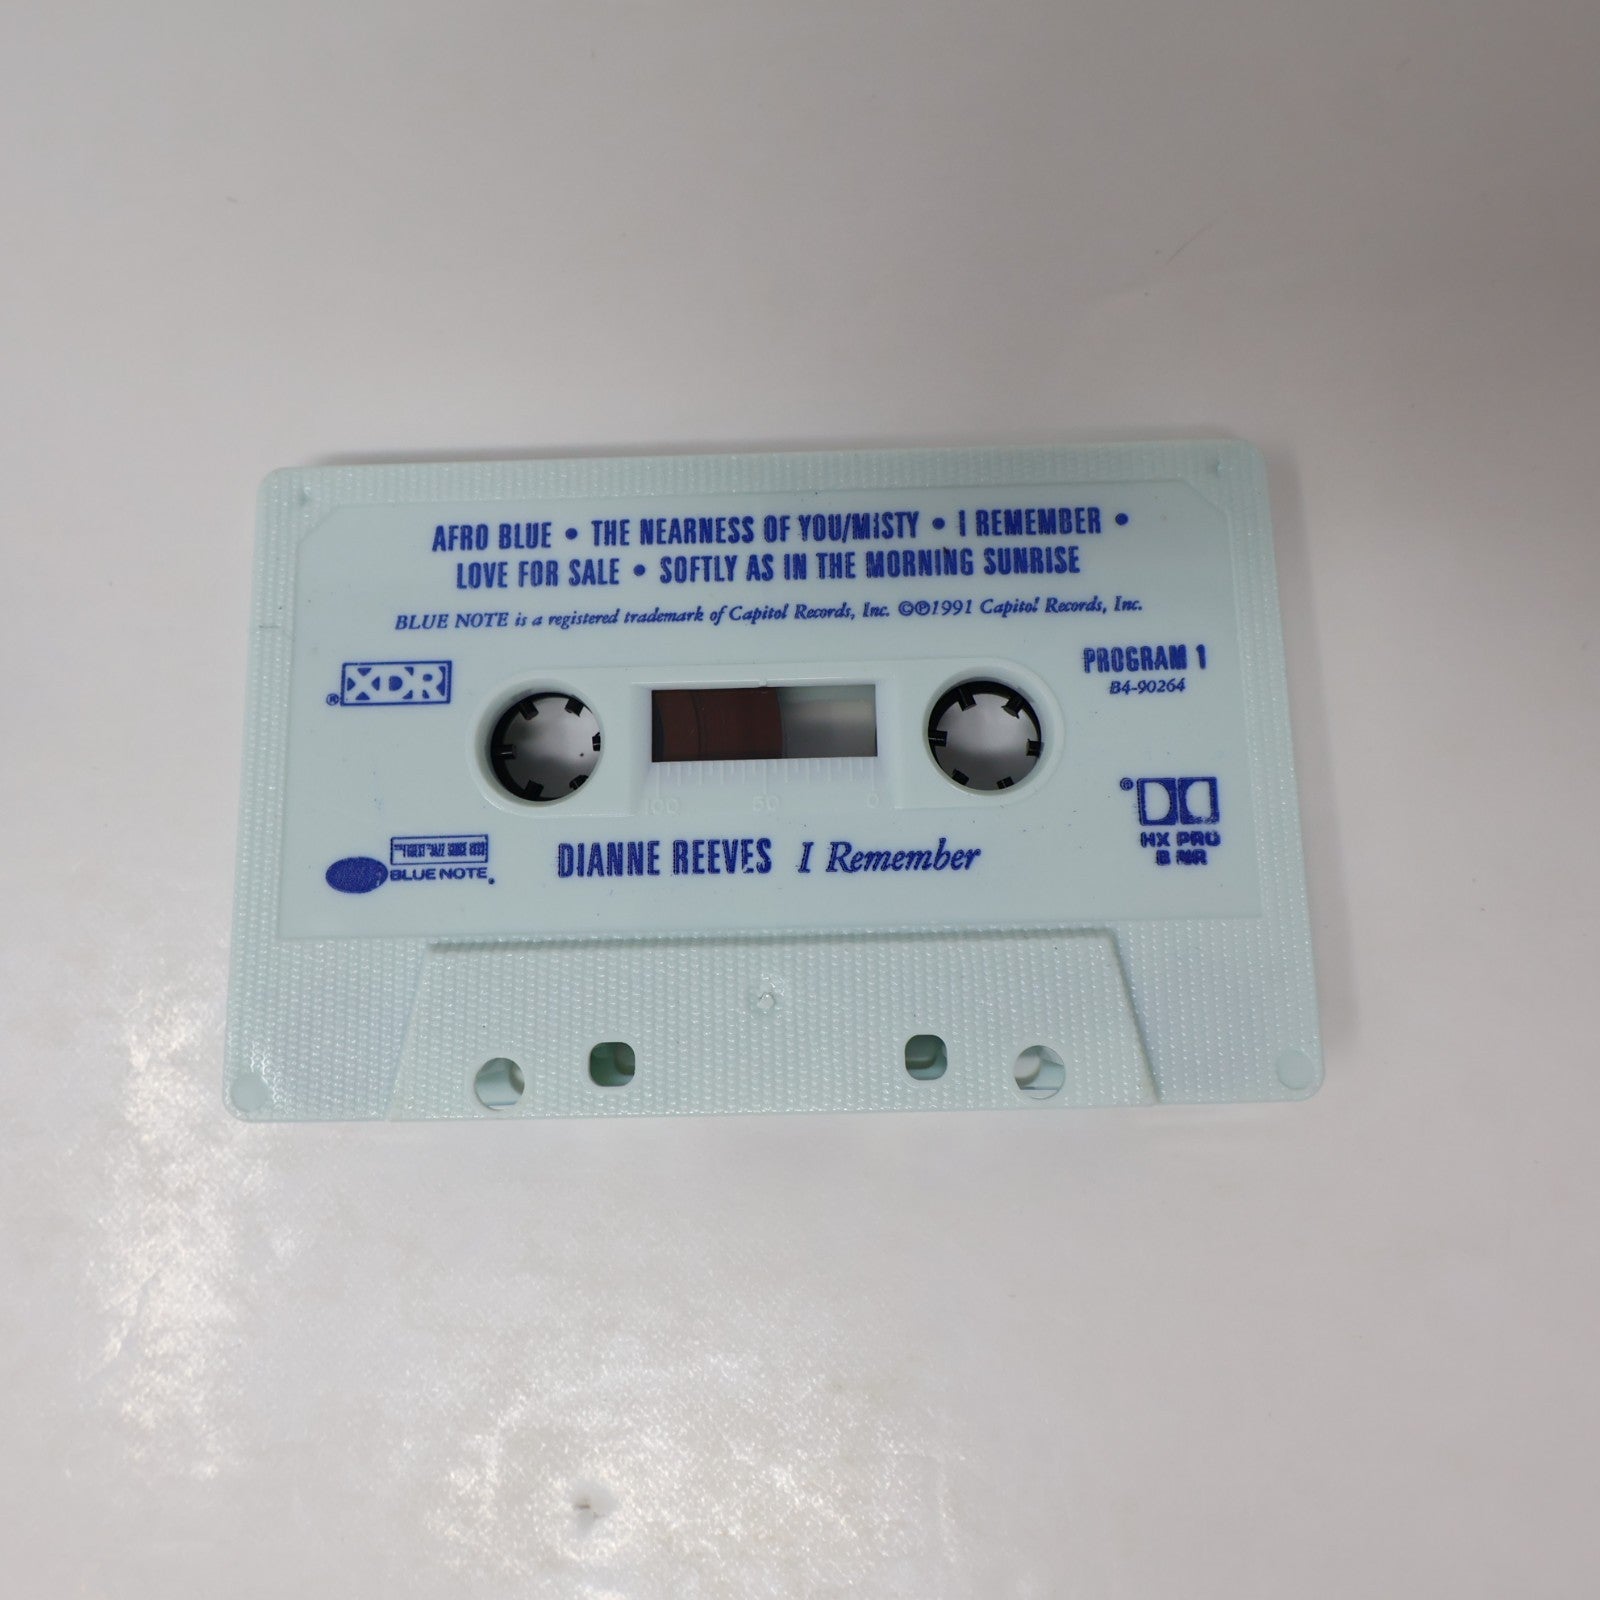 AFRO BLUE • THE NEARNESS OF YOU/MISTY • I REMEMBER •
LOVE FOR SALE • SOFTLY AS IN THE MORNING SUNRISE
BLUE NOTE is a registered trademark of Capitol Records, Inc. ©℗1991 Capitol Records, Inc.
PROGRAM 1
B4-90264
XDR®
100 50 0
BLUE NOTE
DIANNE REEVES I Remember
HX PRO
B NR